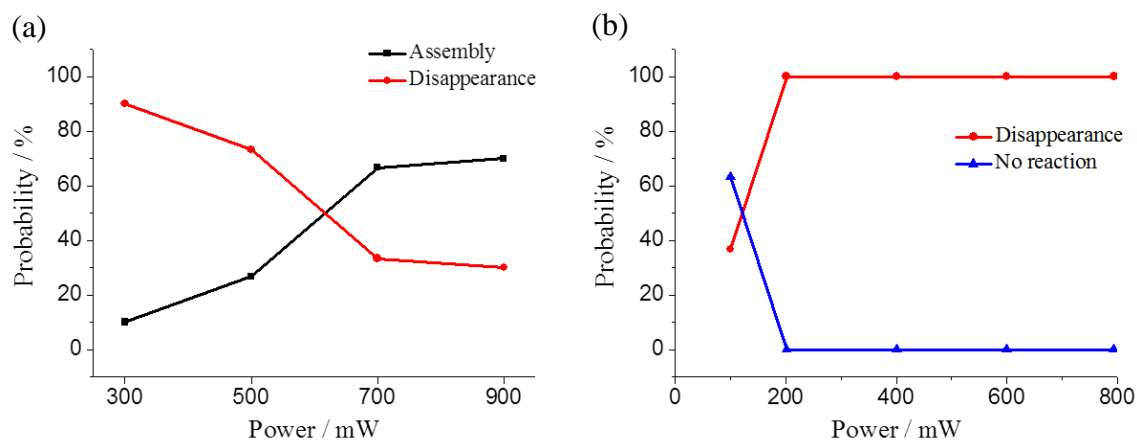 (a)
Assembly
Disappearance
100
80
60
40
20
0
Probability / %
300 500 700 900
Power / mW
(b)
100
80
60
40
20
0
Probability / %
Disappearance
No reaction
0 200 400 600 800
Power / mW